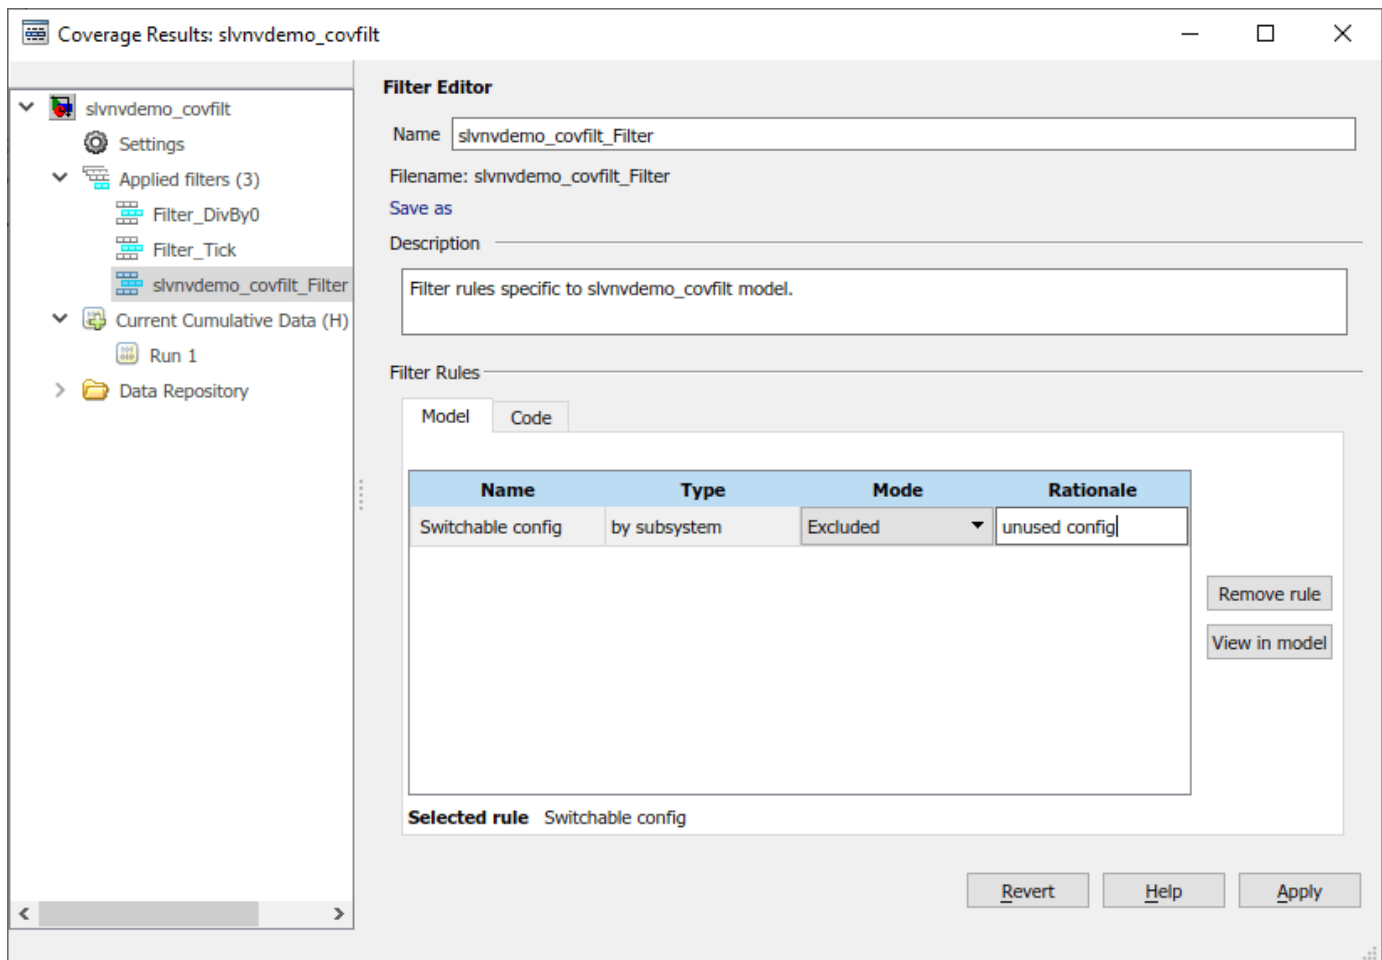 Coverage Results: slvnvdemo_covfilt
slvnvdemo_covfilt
Settings
Applied filters (3)
Filter_DivBy0
Filter_Tick
slvnvdemo_covfilt_Filter
Current Cumulative Data (H)
Run 1
Data Repository
Filter Editor
Name slvnvdemo_covfilt_Filter
Filename: slvnvdemo_covfilt_Filter
Save as
Description
Filter rules specific to slvnvdemo_covfilt model.
Filter Rules
Model Code
Name Type Mode Rationale
Switchable config by subsystem Excluded unused config
Remove rule
View in model
Selected rule Switchable config
Revert Help Apply